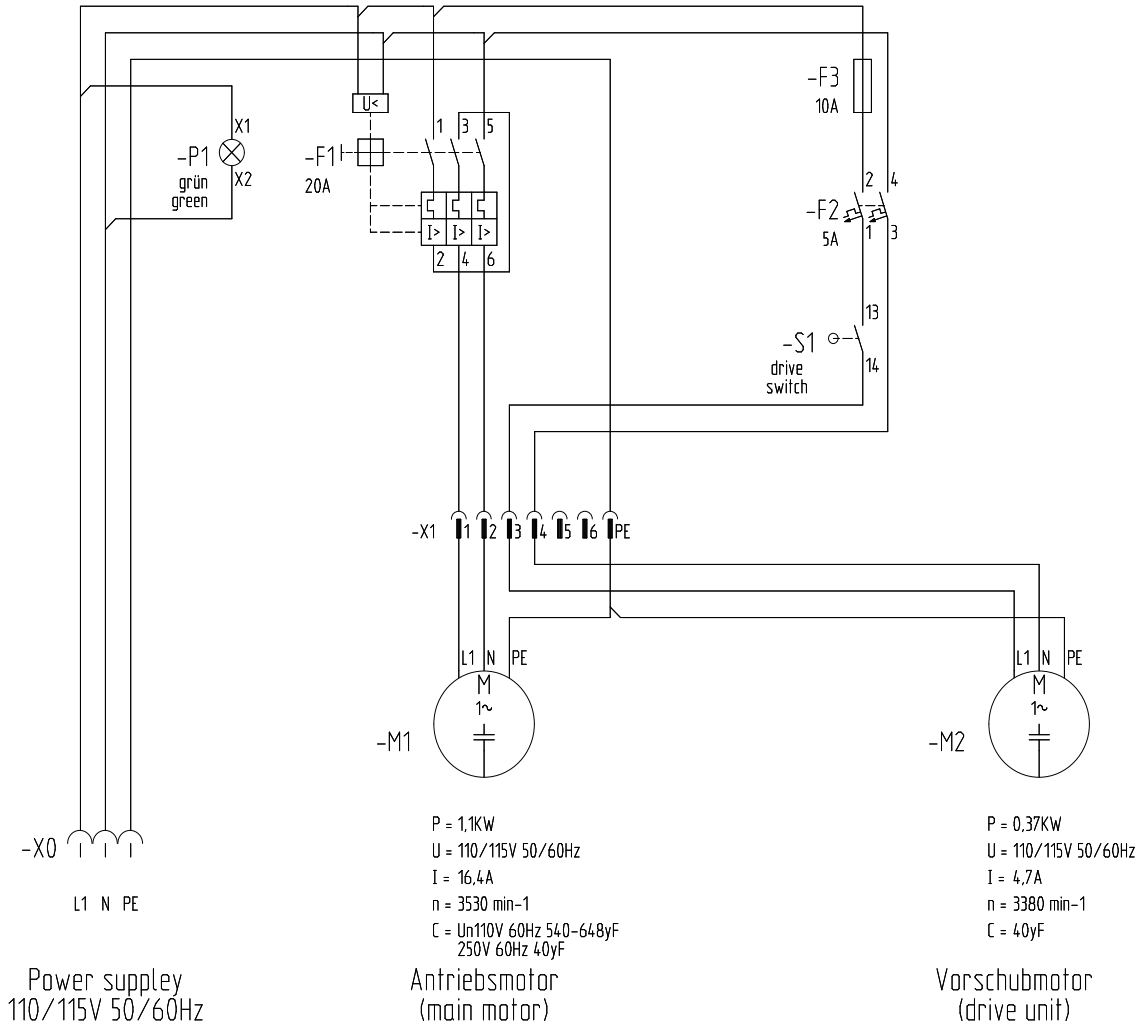 -F3
10A
U<
1 3 5
X1
-P1
X2
grün
green
-F1
20A
2 4
-F2
5A
1 3
I> I> I>
2 4 6
13
-S1
14
drive
switch
-X1 1 2 3 4 5 6 PE
L1 N PE
M
1~
-M1
L1 N PE
M
1~
-M2
P = 1,1KW
U = 110/115V 50/60Hz
I = 16,4A
n = 3530 min-1
C = Un110V 60Hz 540-648yF
250V 60Hz 40yF
P = 0,37KW
U = 110/115V 50/60Hz
I = 4,7A
n = 3380 min-1
C = 40yF
-X0
L1 N PE
Power suppley
110/115V 50/60Hz
Antriebsmotor
(main motor)
Vorschubmotor
(drive unit)